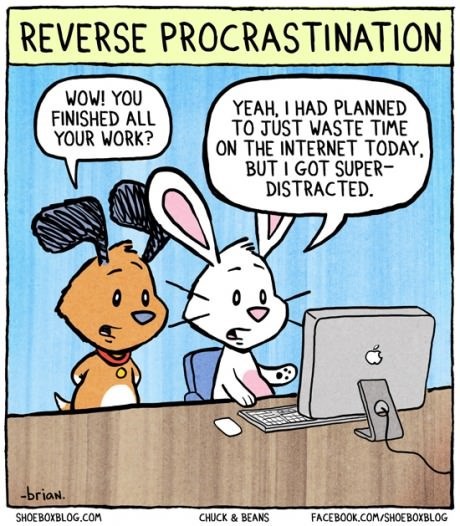 REVERSE PROCRASTINATION
WOW! YOU
FINISHED ALL
YOUR WORK?
YEAH, I HAD PLANNED
TO JUST WASTE TIME
ON THE INTERNET TODAY,
BUT I GOT SUPER-
DISTRACTED.
-briaN.
SHOEBOXBLOG.COM
CHUCK & BEANS
FACEBOOK.COM/SHOEBOXBLOG